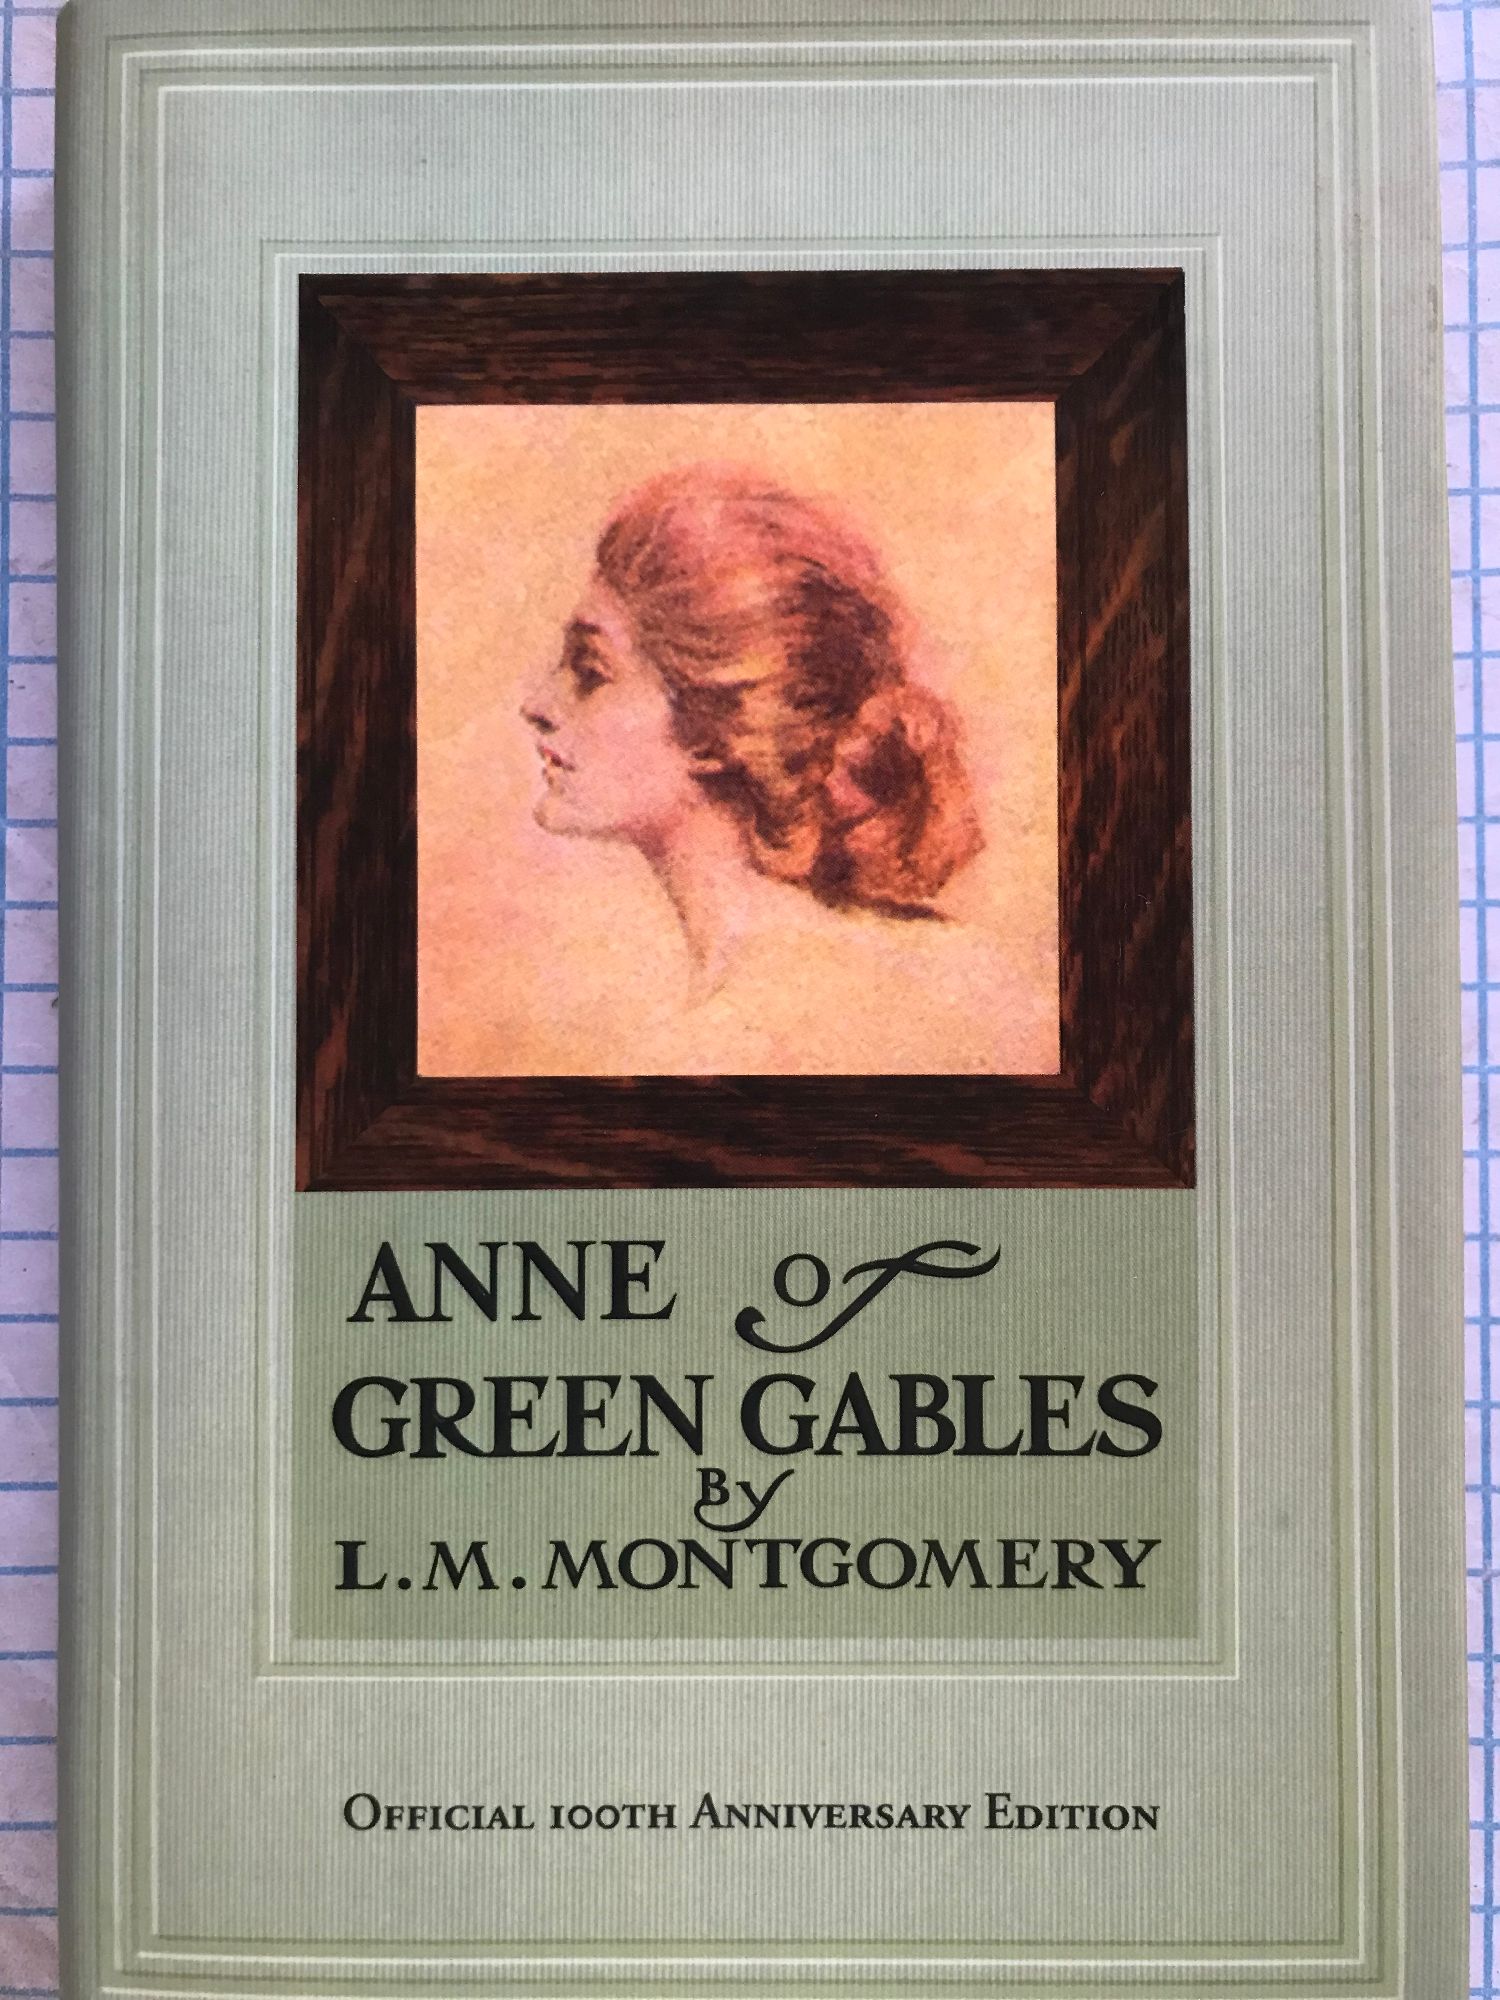 ANNE of
GREEN GABLES
BY
L.M. MONTGOMERY
OFFICIAL 100TH ANNIVERSARY EDITION